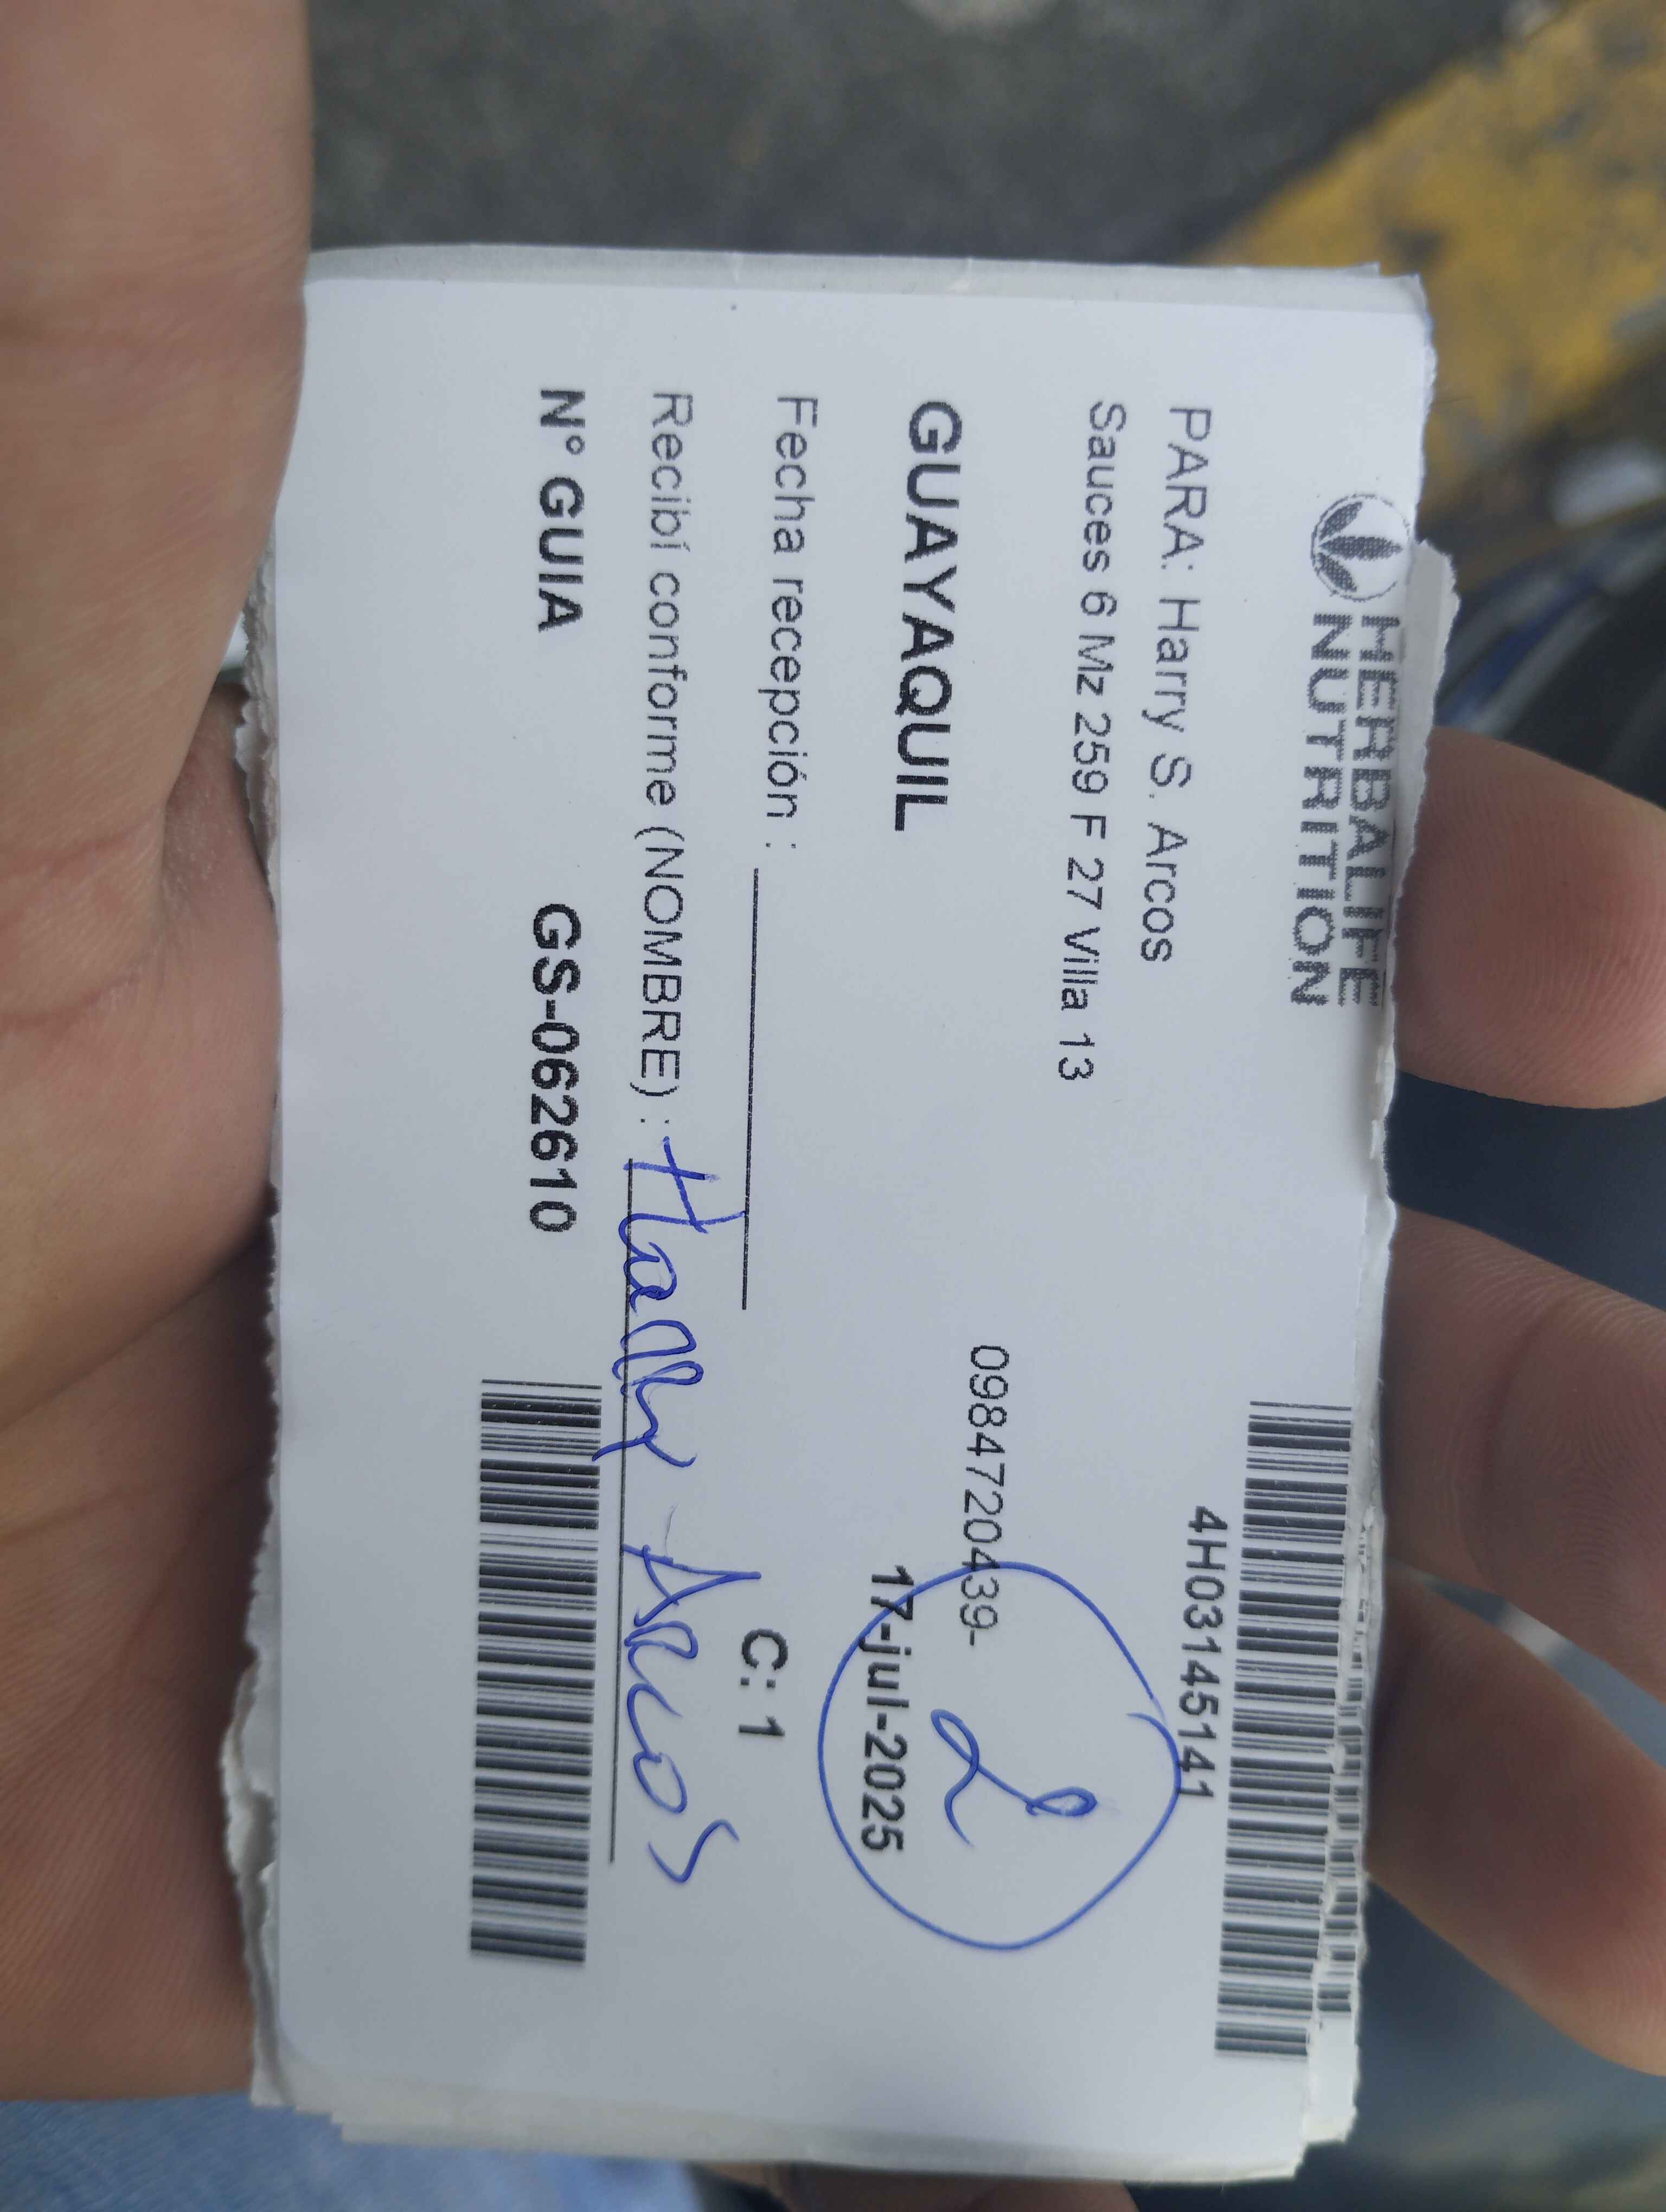 HERBALIFE
NUTRITION
4H03145141
PARA: Harry S. Arcos
Sauces 6 Mz 259 F 27 Villa 13
0984720439-
2
GUAYAQUIL
17-jul-2025
Fecha recepción :
C: 1
Recibí conforme (NOMBRE) : Harry Arcos
N° GUIA GS-062610